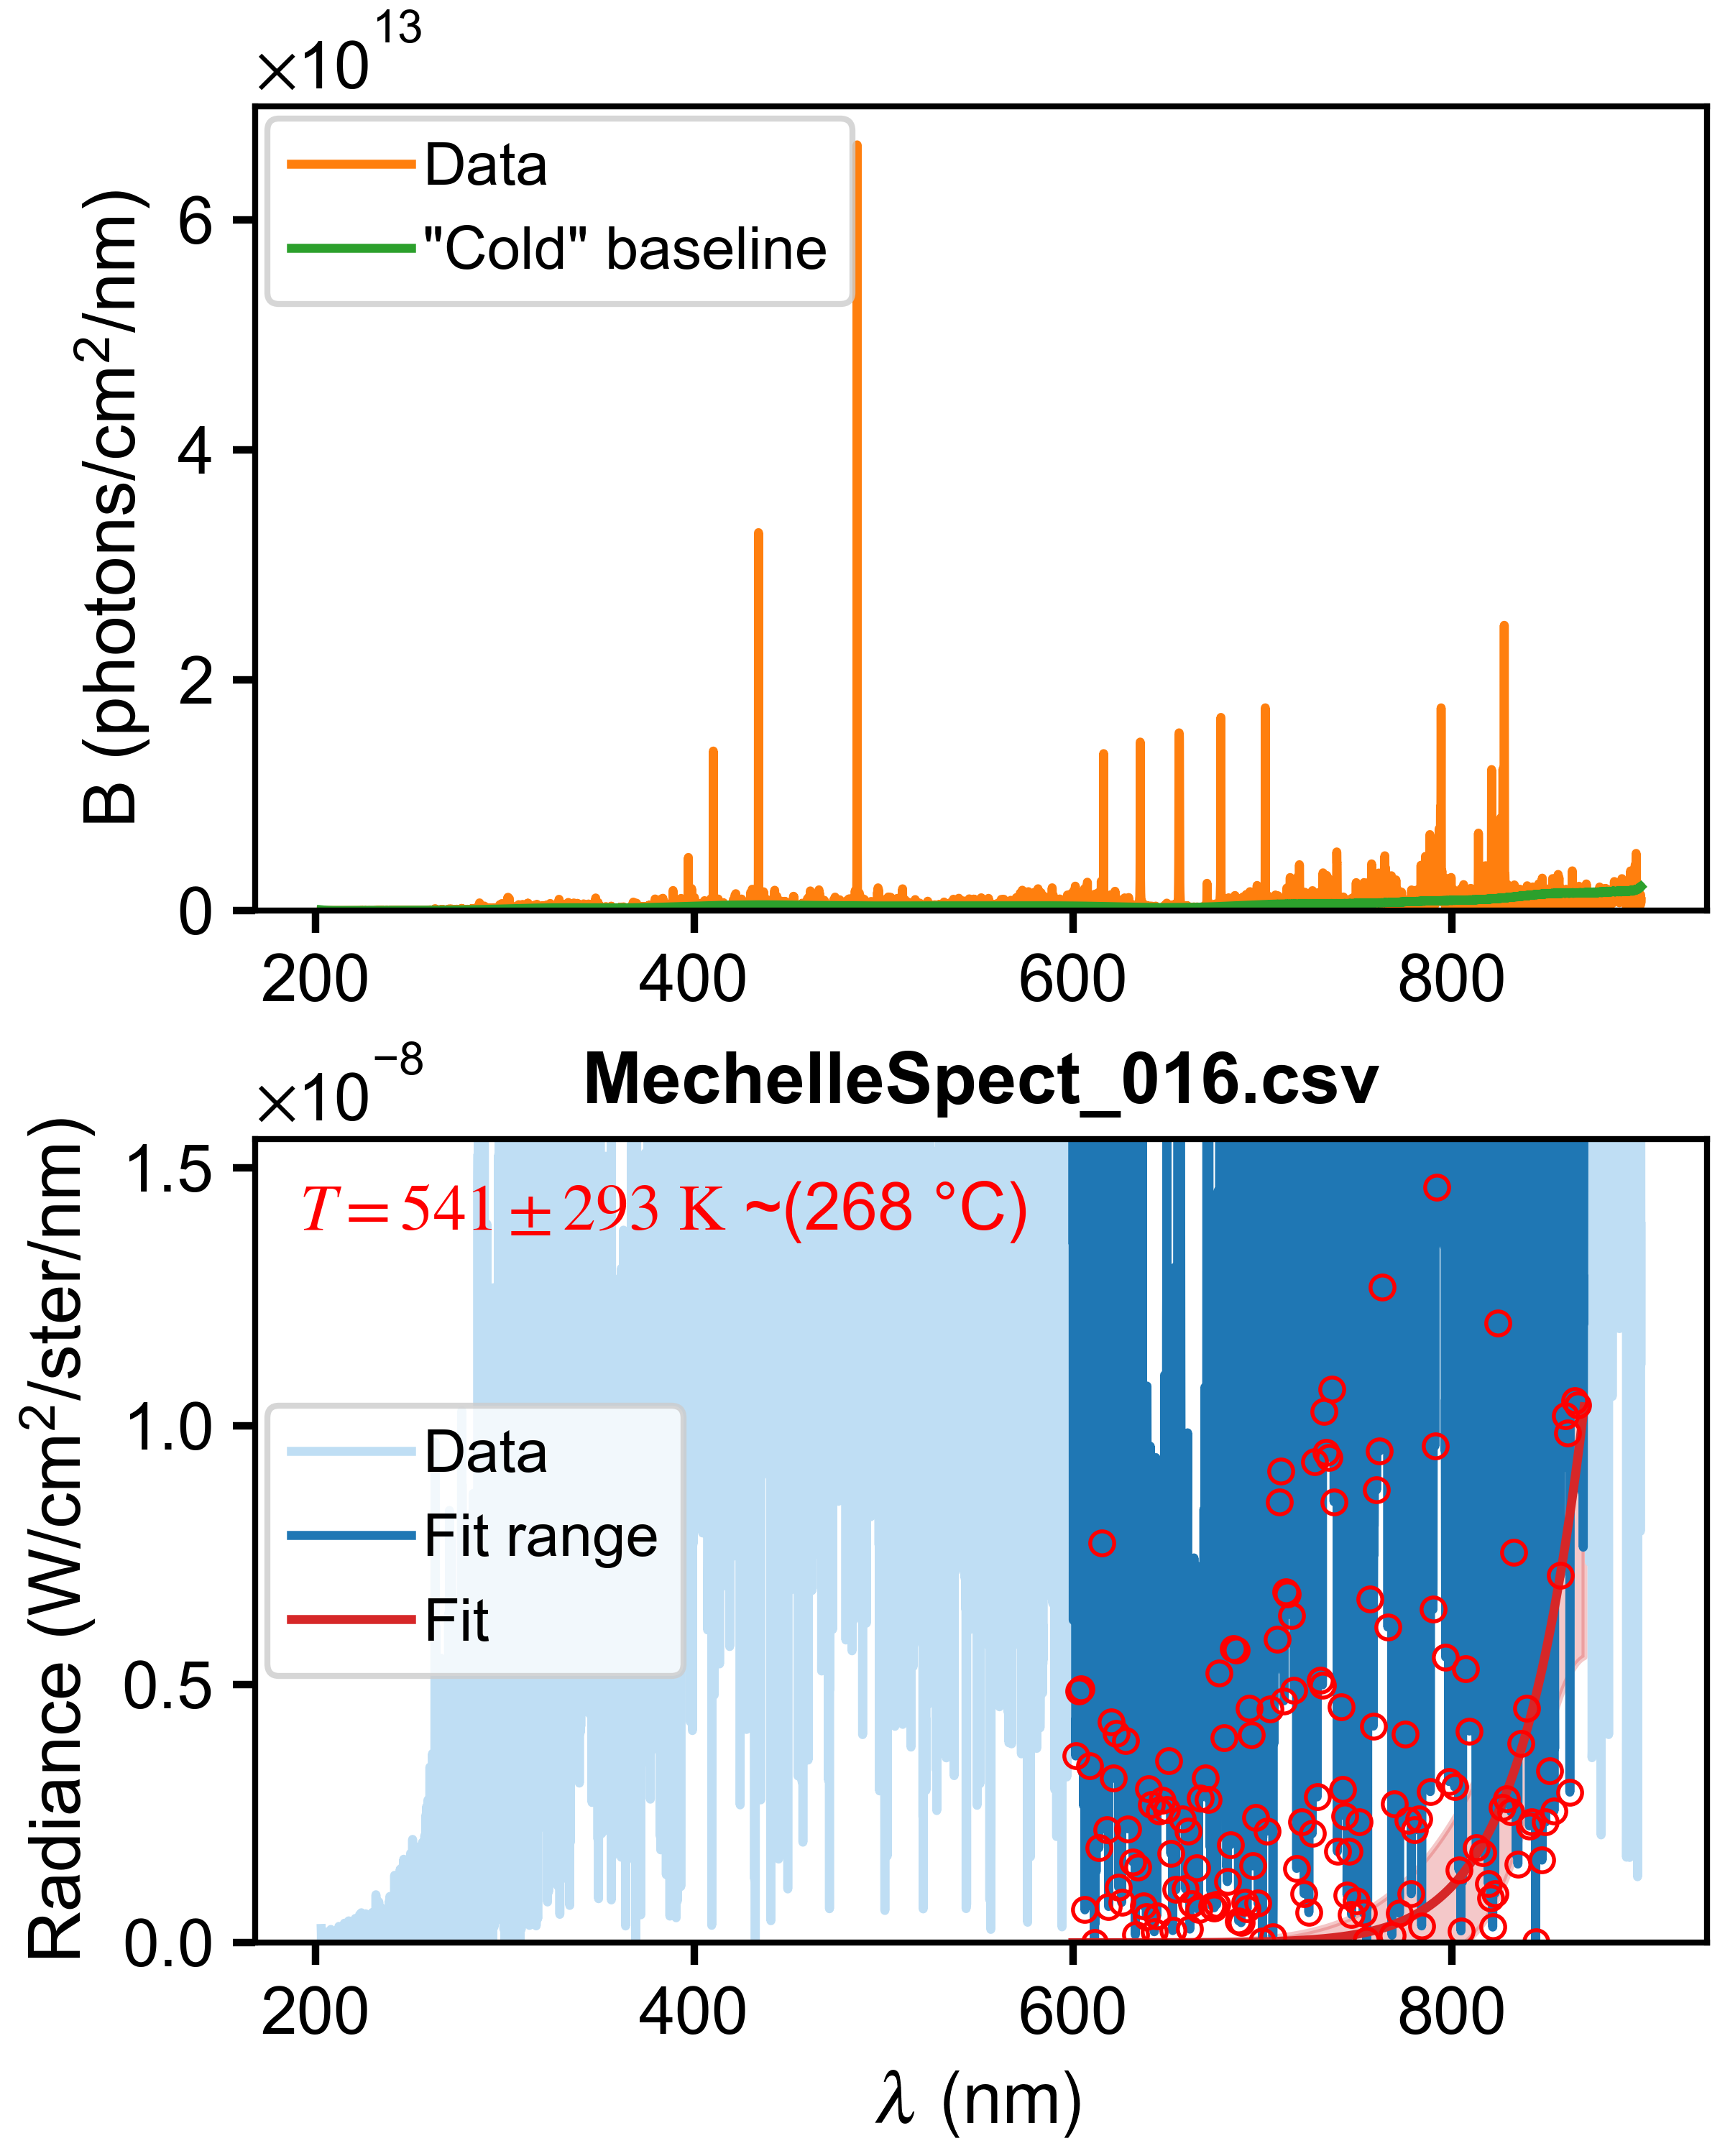 ×10¹³
Data
"Cold" baseline
B (photons/cm²/nm)
6
4
2
0
200 400 600 800
×10⁻⁸
MechelleSpect_016.csv
T = 541 ± 293 K ~(268 °C)
Data
Fit range
Fit
Radiance (W/cm²/ster/nm)
1.5
1.0
0.5
0.0
200 400 600 800
λ (nm)